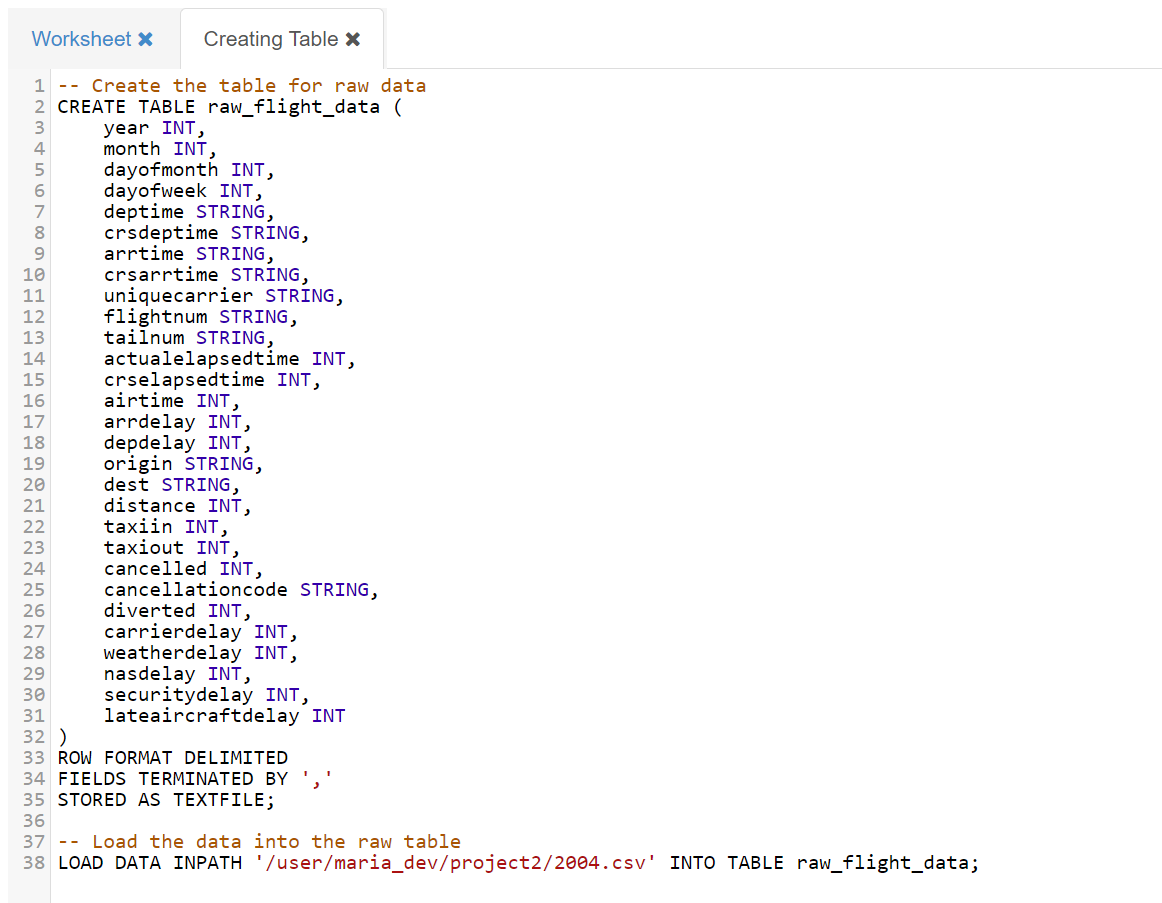 Worksheet ✖
Creating Table ✖
1 -- Create the table for raw data
2 CREATE TABLE raw_flight_data (
3     year INT,
4     month INT,
5     dayofmonth INT,
6     dayofweek INT,
7     deptime STRING,
8     crsdeptime STRING,
9     arrtime STRING,
10     crsarrtime STRING,
11     uniquecarrier STRING,
12     flightnum STRING,
13     tailnum STRING,
14     actualelapsedtime INT,
15     crselapsedtime INT,
16     airtime INT,
17     arrdelay INT,
18     depdelay INT,
19     origin STRING,
20     dest STRING,
21     distance INT,
22     taxiin INT,
23     taxiout INT,
24     cancelled INT,
25     cancellationcode STRING,
26     diverted INT,
27     carrierdelay INT,
28     weatherdelay INT,
29     nasdelay INT,
30     securitydelay INT,
31     lateaircraftdelay INT
32 )
33 ROW FORMAT DELIMITED
34 FIELDS TERMINATED BY ','
35 STORED AS TEXTFILE;
36
37 -- Load the data into the raw table
38 LOAD DATA INPATH '/user/maria_dev/project2/2004.csv' INTO TABLE raw_flight_data;